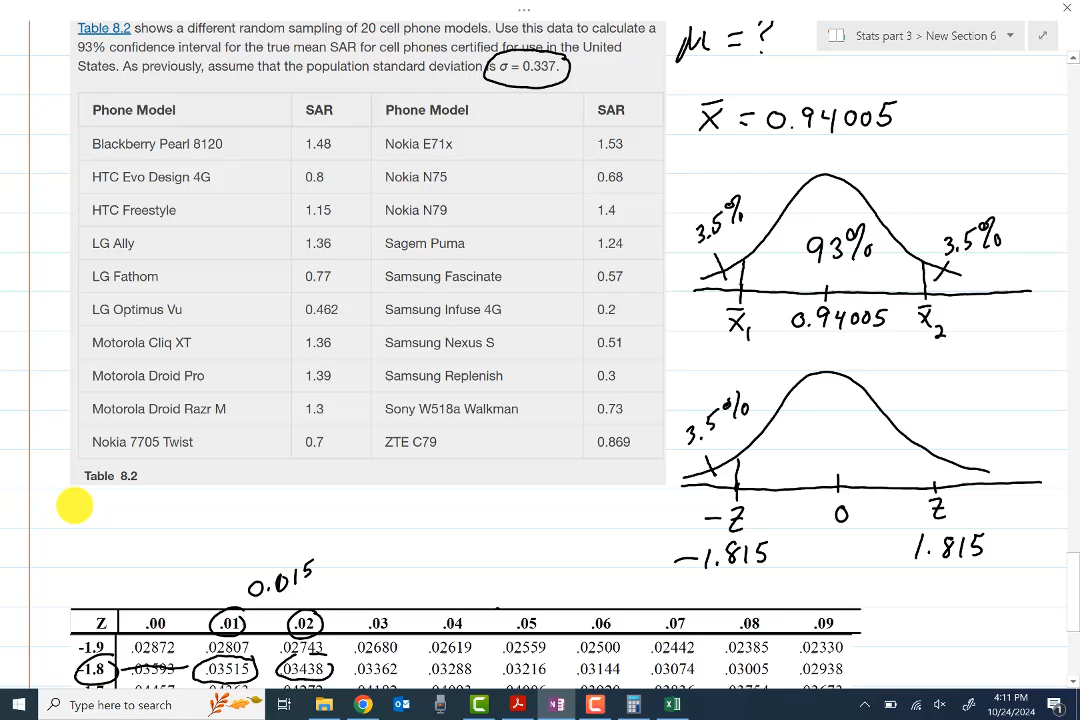 Table 8.2 shows a different random sampling of 20 cell phone models. Use this data to calculate a
93% confidence interval for the true mean SAR for cell phones certified for use in the United
States. As previously, assume that the population standard deviation is σ = 0.337.
μ = ?
Stats part 3 > New Section 6
x̄ = 0.94005
Phone Model SAR Phone Model SAR
Blackberry Pearl 8120 1.48 Nokia E71x 1.53
HTC Evo Design 4G 0.8 Nokia N75 0.68
HTC Freestyle 1.15 Nokia N79 1.4
LG Ally 1.36 Sagem Puma 1.24
LG Fathom 0.77 Samsung Fascinate 0.57
LG Optimus Vu 0.462 Samsung Infuse 4G 0.2
Motorola Cliq XT 1.36 Samsung Nexus S 0.51
Motorola Droid Pro 1.39 Samsung Replenish 0.3
Motorola Droid Razr M 1.3 Sony W518a Walkman 0.73
Nokia 7705 Twist 0.7 ZTE C79 0.869
Table 8.2
3.5% 93% 3.5%
x̄₁ 0.94005 x̄₂
3.5%
-Z 0 Z
-1.815 1.815
0.015
Z .00 .01 .02 .03 .04 .05 .06 .07 .08 .09
-1.9 .02872 .02807 .02743 .02680 .02619 .02559 .02500 .02442 .02385 .02330
-1.8 .03593 .03515 .03438 .03362 .03288 .03216 .03144 .03074 .03005 .02938
Type here to search
4:11 PM
10/24/2024